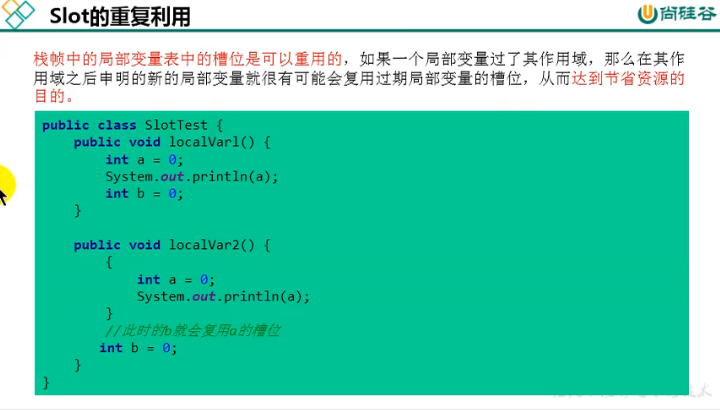 Slot的重复利用
尚硅谷
栈帧中的局部变量表中的槽位是可以重用的，如果一个局部变量过了其作用域，那么在其作
用域之后申明的新的局部变量就很有可能会复用过期局部变量的槽位，从而达到节省资源的
目的。
public class SlotTest {
    public void localVarl() {
        int a = 0;
        System.out.println(a);
        int b = 0;
    }
    public void localVar2() {
        {
            int a = 0;
            System.out.println(a);
        }
        //此时的b就会复用a的槽位
        int b = 0;
    }
}